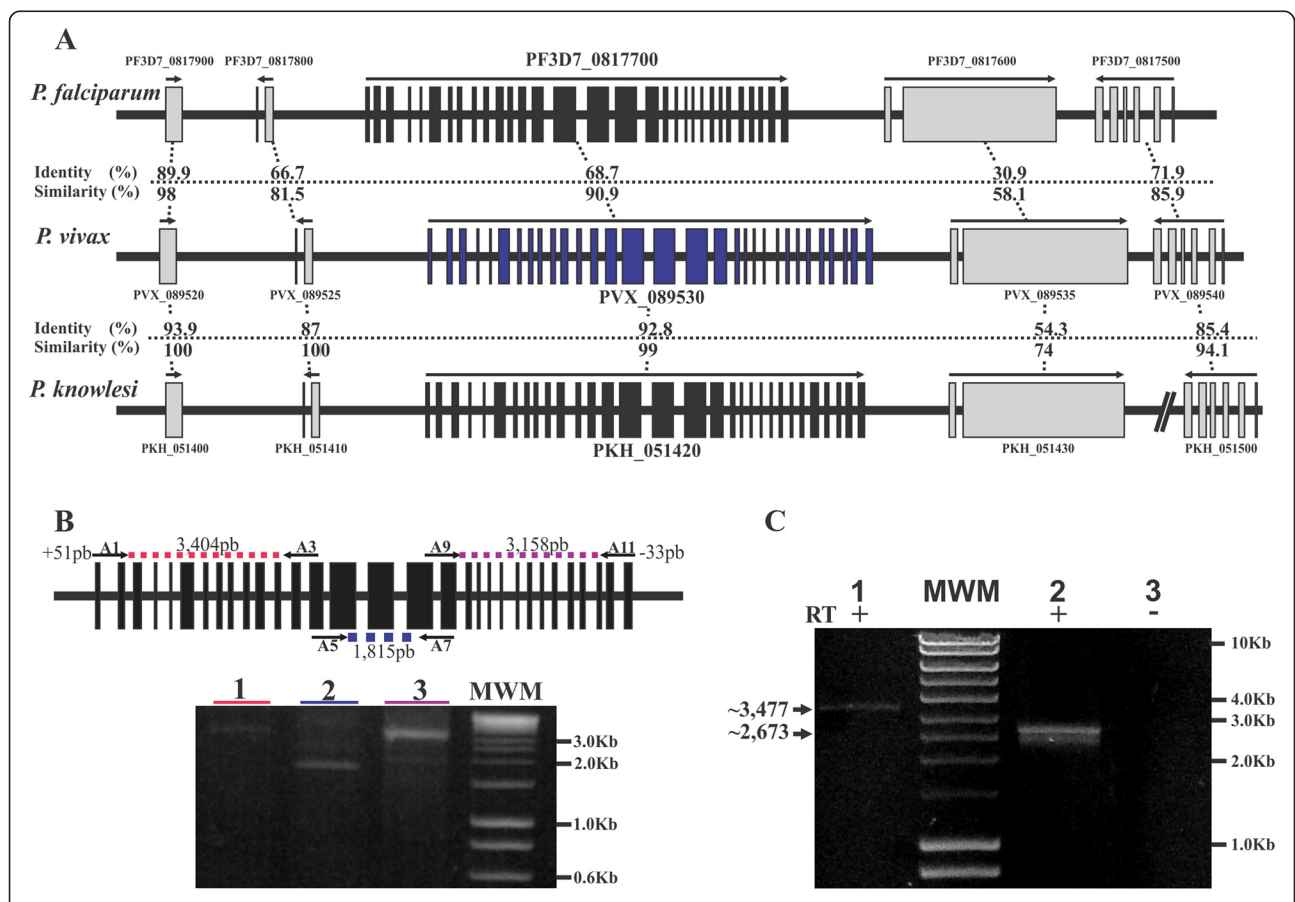 A
PF3D7_0817900 PF3D7_0817800 PF3D7_0817700 PF3D7_0817600 PF3D7_0817500
P. falciparum
Identity (%) 89.9 66.7 68.7 30.9 71.9
Similarity (%) 98 81.5 90.9 58.1 85.9
P. vivax
PVX_089520 PVX_089525 PVX_089530 PVX_089535 PVX_089540
Identity (%) 93.9 87 92.8 54.3 85.4
Similarity (%) 100 100 99 74 94.1
P. knowlesi
PKH_051400 PKH_051410 PKH_051420 PKH_051430 PKH_051500
B
+51pb A1 3,404pb A3 A9 3,158pb A11 -33pb
A5 1,815pb A7
1 2 3 MWM
3.0Kb
2.0Kb
1.0Kb
0.6Kb
C
1 MWM 2 3
RT + + -
10Kb
4.0Kb
~3,477
3.0Kb
~2,673
2.0Kb
1.0Kb